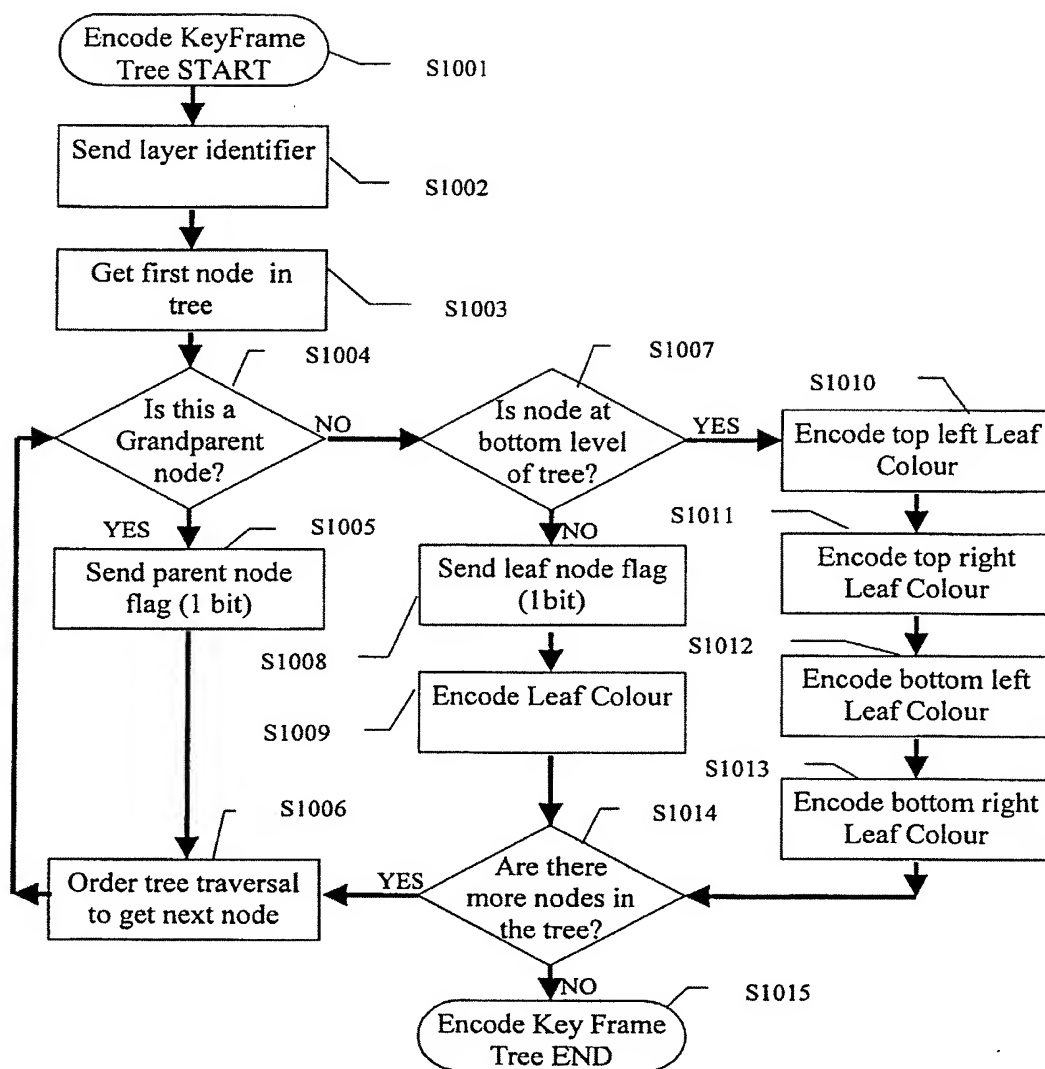 Encode KeyFrame
Tree START
S1001
Send layer identifier
S1002
Get first node in
tree
S1003
S1004
Is this a
Grandparent
node?
NO
YES
S1007
Is node at
bottom level
of tree?
YES
NO
S1010
Encode top left Leaf
Colour
S1005
Send parent node
flag (1 bit)
Send leaf node flag
(1bit)
S1008
S1011
Encode top right
Leaf Colour
Encode Leaf Colour
S1009
S1012
Encode bottom left
Leaf Colour
S1013
Encode bottom right
Leaf Colour
S1006
Order tree traversal
to get next node
YES
S1014
Are there
more nodes in
the tree?
NO
S1015
Encode Key Frame
Tree END